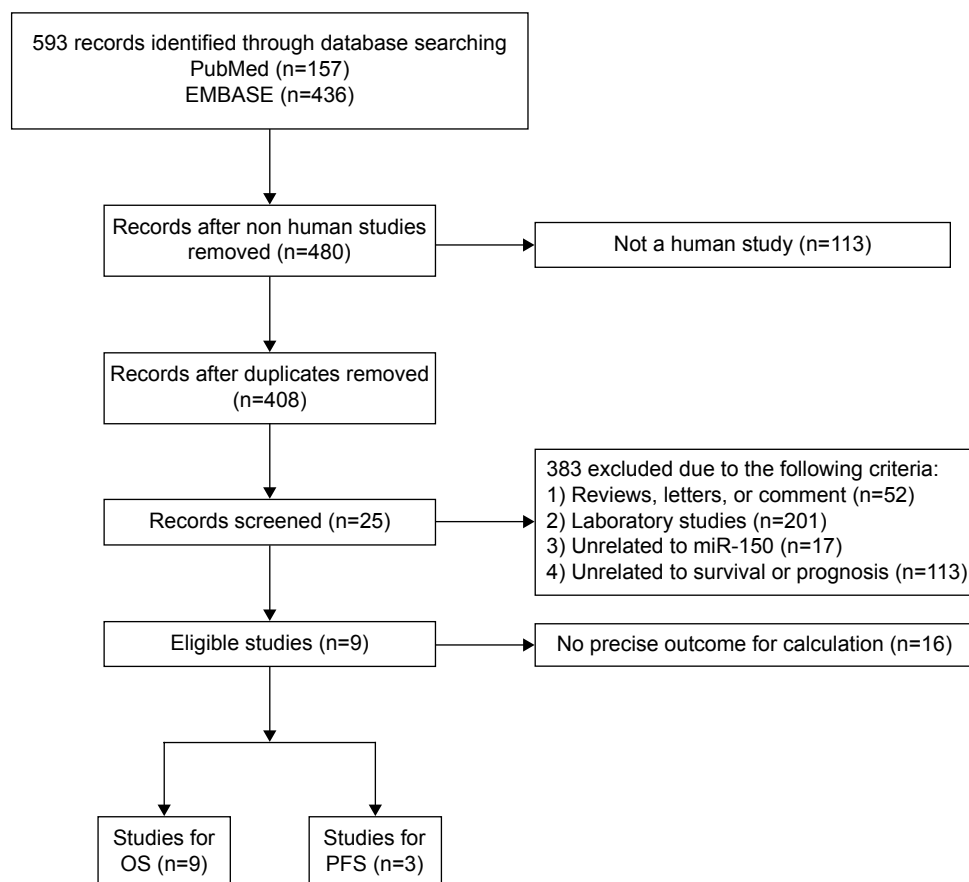 593 records identified through database searching
PubMed (n=157)
EMBASE (n=436)
Records after non human studies
removed (n=480)
Not a human study (n=113)
Records after duplicates removed
(n=408)
383 excluded due to the following criteria:
1) Reviews, letters, or comment (n=52)
2) Laboratory studies (n=201)
3) Unrelated to miR-150 (n=17)
4) Unrelated to survival or prognosis (n=113)
Records screened (n=25)
Eligible studies (n=9)
No precise outcome for calculation (n=16)
Studies for
OS (n=9)
Studies for
PFS (n=3)